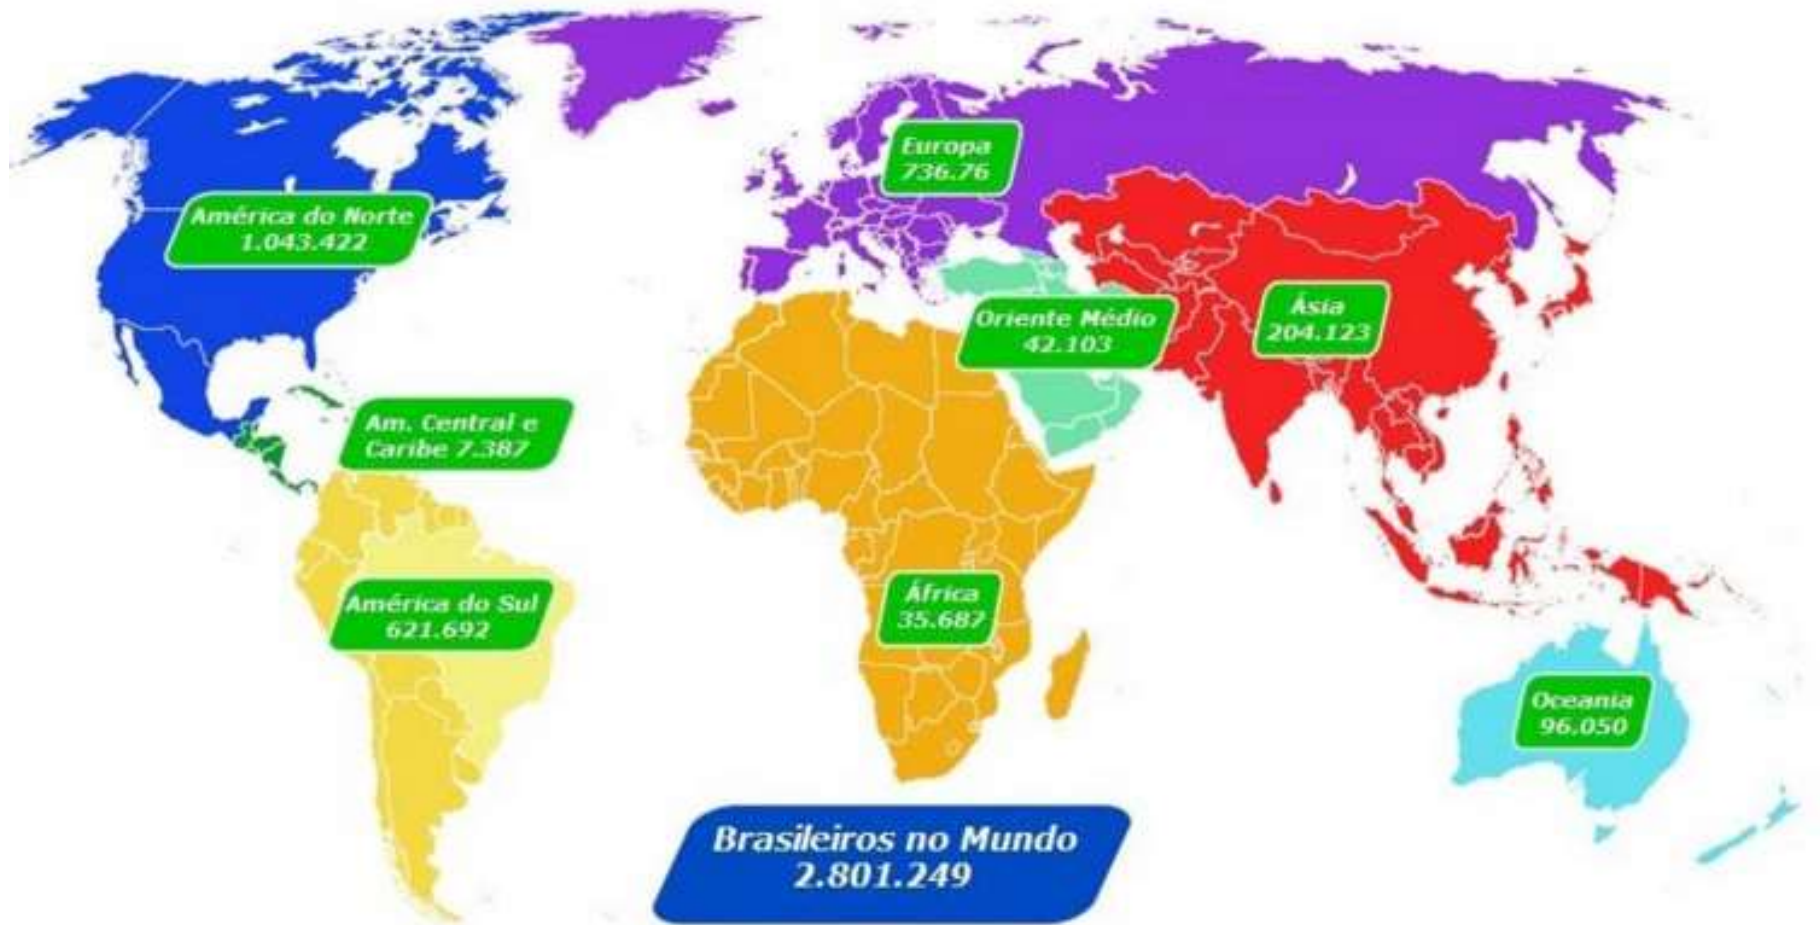 Europa
736.76
América do Norte
1.043.422
Ásia
204.123
Oriente Médio
42.103
Am. Central e
Caribe 7.387
América do Sul
621.692
África
35.687
Oceania
96.050
Brasileiros no Mundo
2.801.249